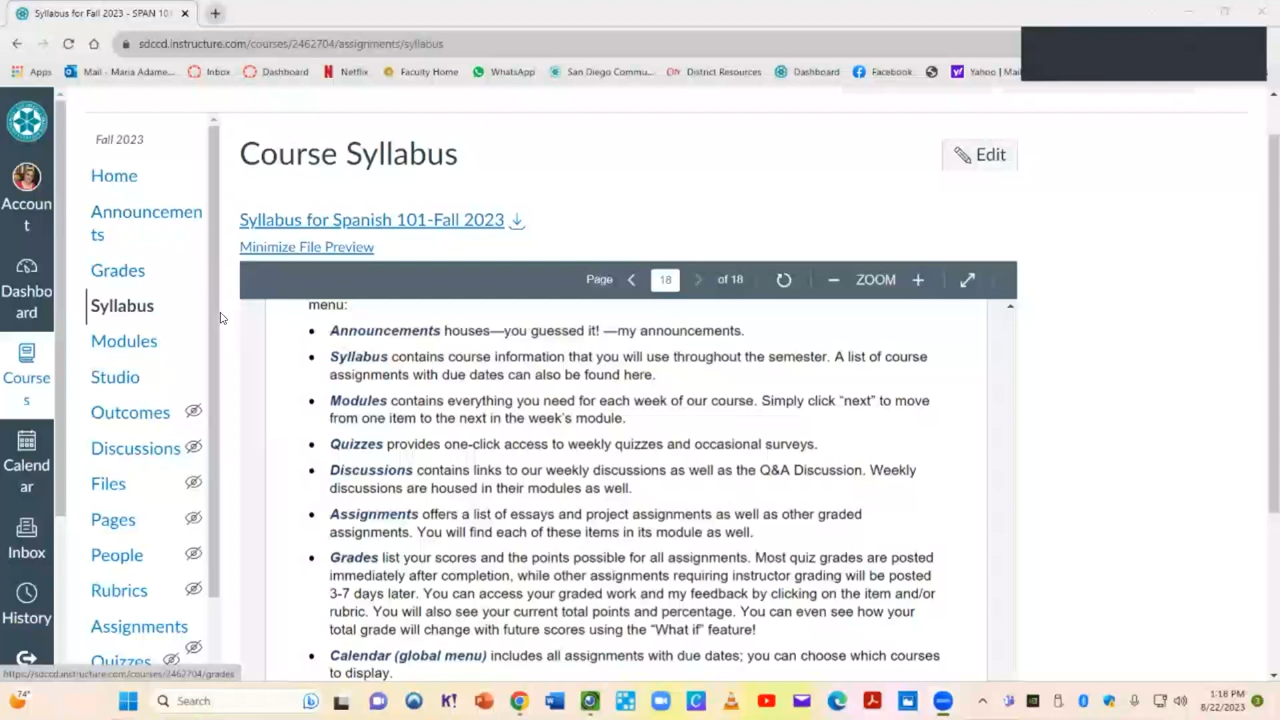 Syllabus for Fall 2023 - SPAN 10
sdccd.instructure.com/courses/2462704/assignments/syllabus
Apps Mail - Maria Adame... Inbox Dashboard Netflix Faculty Home WhatsApp San Diego Commu... District Resources Dashboard Facebook... Yahoo | Mail
Fall 2023
Home
Announcemen
ts
Grades
Syllabus
Modules
Studio
Outcomes
Discussions
Files
Pages
People
Rubrics
Assignments
Quizzes
Accoun
t
Dashbo
ard
Course
s
Calend
ar
Inbox
History
Course Syllabus
Edit
Syllabus for Spanish 101-Fall 2023
Minimize File Preview
Page 18 of 18 ZOOM
menu:
• Announcements houses—you guessed it! —my announcements.
• Syllabus contains course information that you will use throughout the semester. A list of course
assignments with due dates can also be found here.
• Modules contains everything you need for each week of our course. Simply click “next” to move
from one item to the next in the week’s module.
• Quizzes provides one-click access to weekly quizzes and occasional surveys.
• Discussions contains links to our weekly discussions as well as the Q&A Discussion. Weekly
discussions are housed in their modules as well.
• Assignments offers a list of essays and project assignments as well as other graded
assignments. You will find each of these items in its module as well.
• Grades list your scores and the points possible for all assignments. Most quiz grades are posted
immediately after completion, while other assignments requiring instructor grading will be posted
3-7 days later. You can access your graded work and my feedback by clicking on the item and/or
rubric. You will also see your current total points and percentage. You can even see how your
total grade will change with future scores using the “What if” feature!
• Calendar (global menu) includes all assignments with due dates; you can choose which courses
to display.
https://sdccd.instructure.com/courses/2462704/grades
74°
Search
K!
1:18 PM
8/22/2023